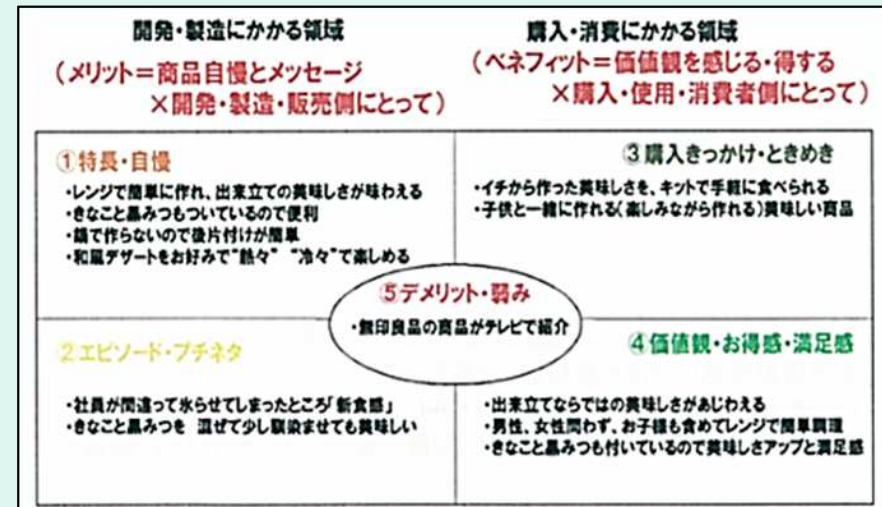 開発・製造にかかる領域
(メリット＝商品自慢とメッセージ
×開発・製造・販売側にとって)
購入・消費にかかる領域
(ベネフィット＝価値観を感じる・得する
×購入・使用・消費者側にとって)
①特長・自慢
・レンジで簡単に作れ、出来立ての美味しさが味わえる
・きなこと黒みつもついているので便利
・鍋で作らないので後片付けが簡単
・和風デザートをお好みで“熱々” “冷々”で楽しめる
③購入きっかけ・ときめき
・イチから作った美味しさを、キットで手軽に食べられる
・子供と一緒に作れる(楽しみながら作れる)美味しい商品
⑤デメリット・弱み
・無印良品の商品がテレビで紹介
②エピソード・プチネタ
・社員が間違って氷らせてしまったところ「新食感」
・きなこと黒みつを 混ぜて少し馴染ませても美味しい
④価値観・お得感・満足感
・出来立てならではの美味しさがあじわえる
・男性、女性問わず、お子様も含めてレンジで簡単調理
・きなこと黒みつも付いているので美味しさアップと満足感